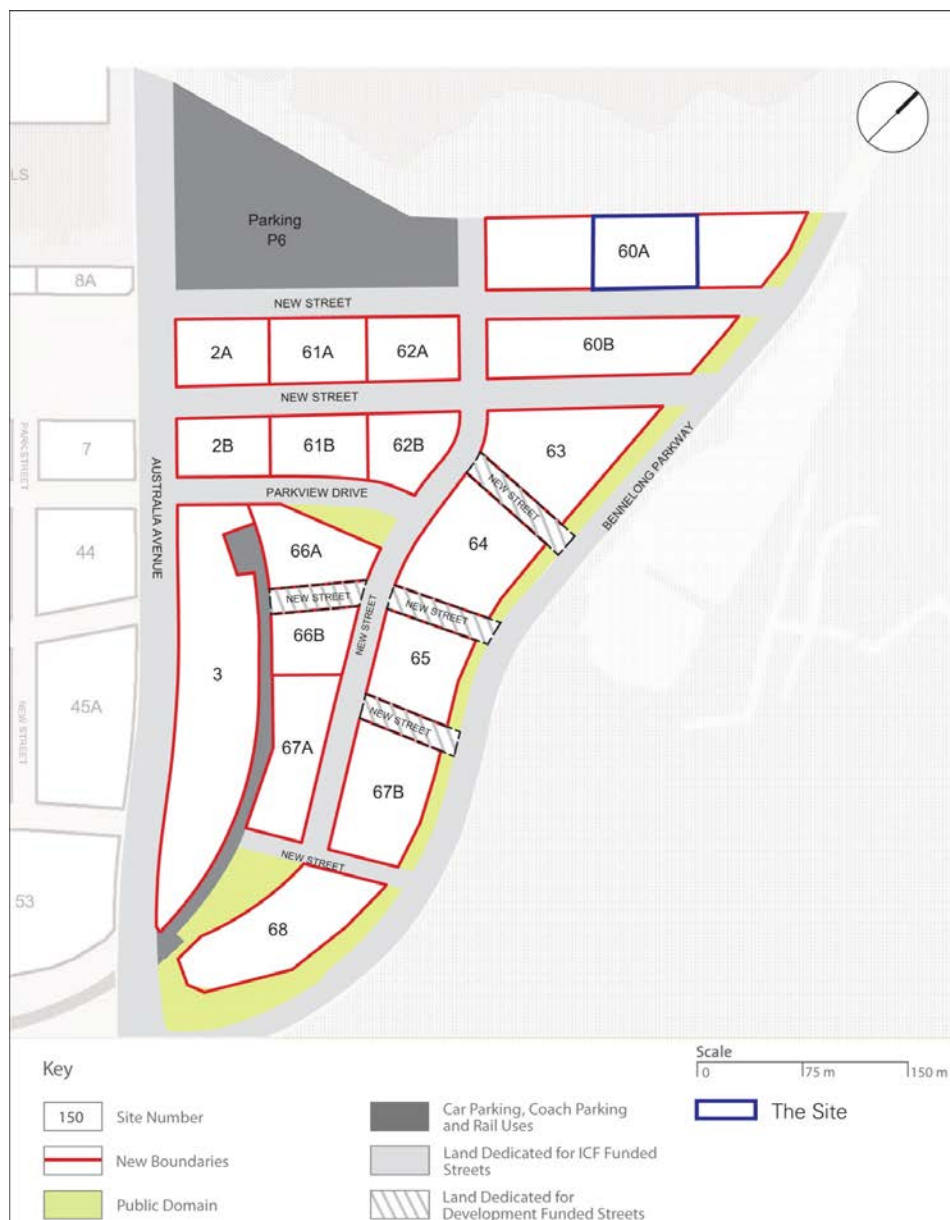 LS
Parking
P6
60A
8A
NEW STREET
2A
61A
62A
60B
NEW STREET
PARK STREET
7
2B
61B
62B
63
NEW STREET
BENNELONG PARKWAY
PARKVIEW DRIVE
AUSTRALIA AVENUE
44
66A
64
NEW STREET
NEW STREET
NEW STREET
66B
65
3
45A
NEW STREET
NEW STREET
67A
67B
NEW STREET
53
68
Key
150 Site Number
New Boundaries
Public Domain
Car Parking, Coach Parking
and Rail Uses
Land Dedicated for ICF Funded
Streets
Land Dedicated for
Development Funded Streets
Scale
0 75 m 150 m
The Site